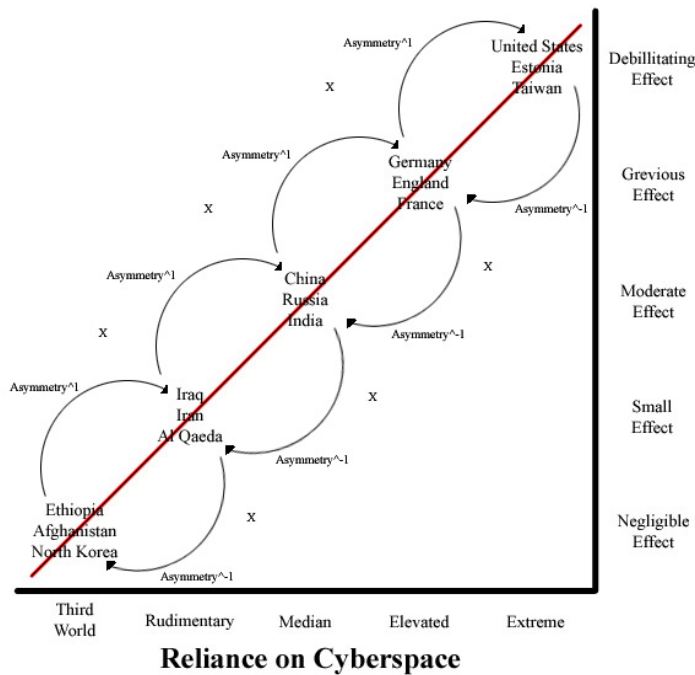 Asymmetry^1
United States
Estonia
Taiwan
Debillitating
Effect
x
Asymmetry^1
Germany
England
France
Grevious
Effect
Asymmetry^-1
x
Asymmetry^1
China
Russia
India
x
Moderate
Effect
Asymmetry^-1
x
Asymmetry^1
Iraq
Iran
Al Qaeda
x
Small
Effect
Asymmetry^-1
Ethiopia
Afghanistan
North Korea
x
Negligible
Effect
Asymmetry^-1
Third
World
Rudimentary
Median
Elevated
Extreme
Reliance on Cyberspace